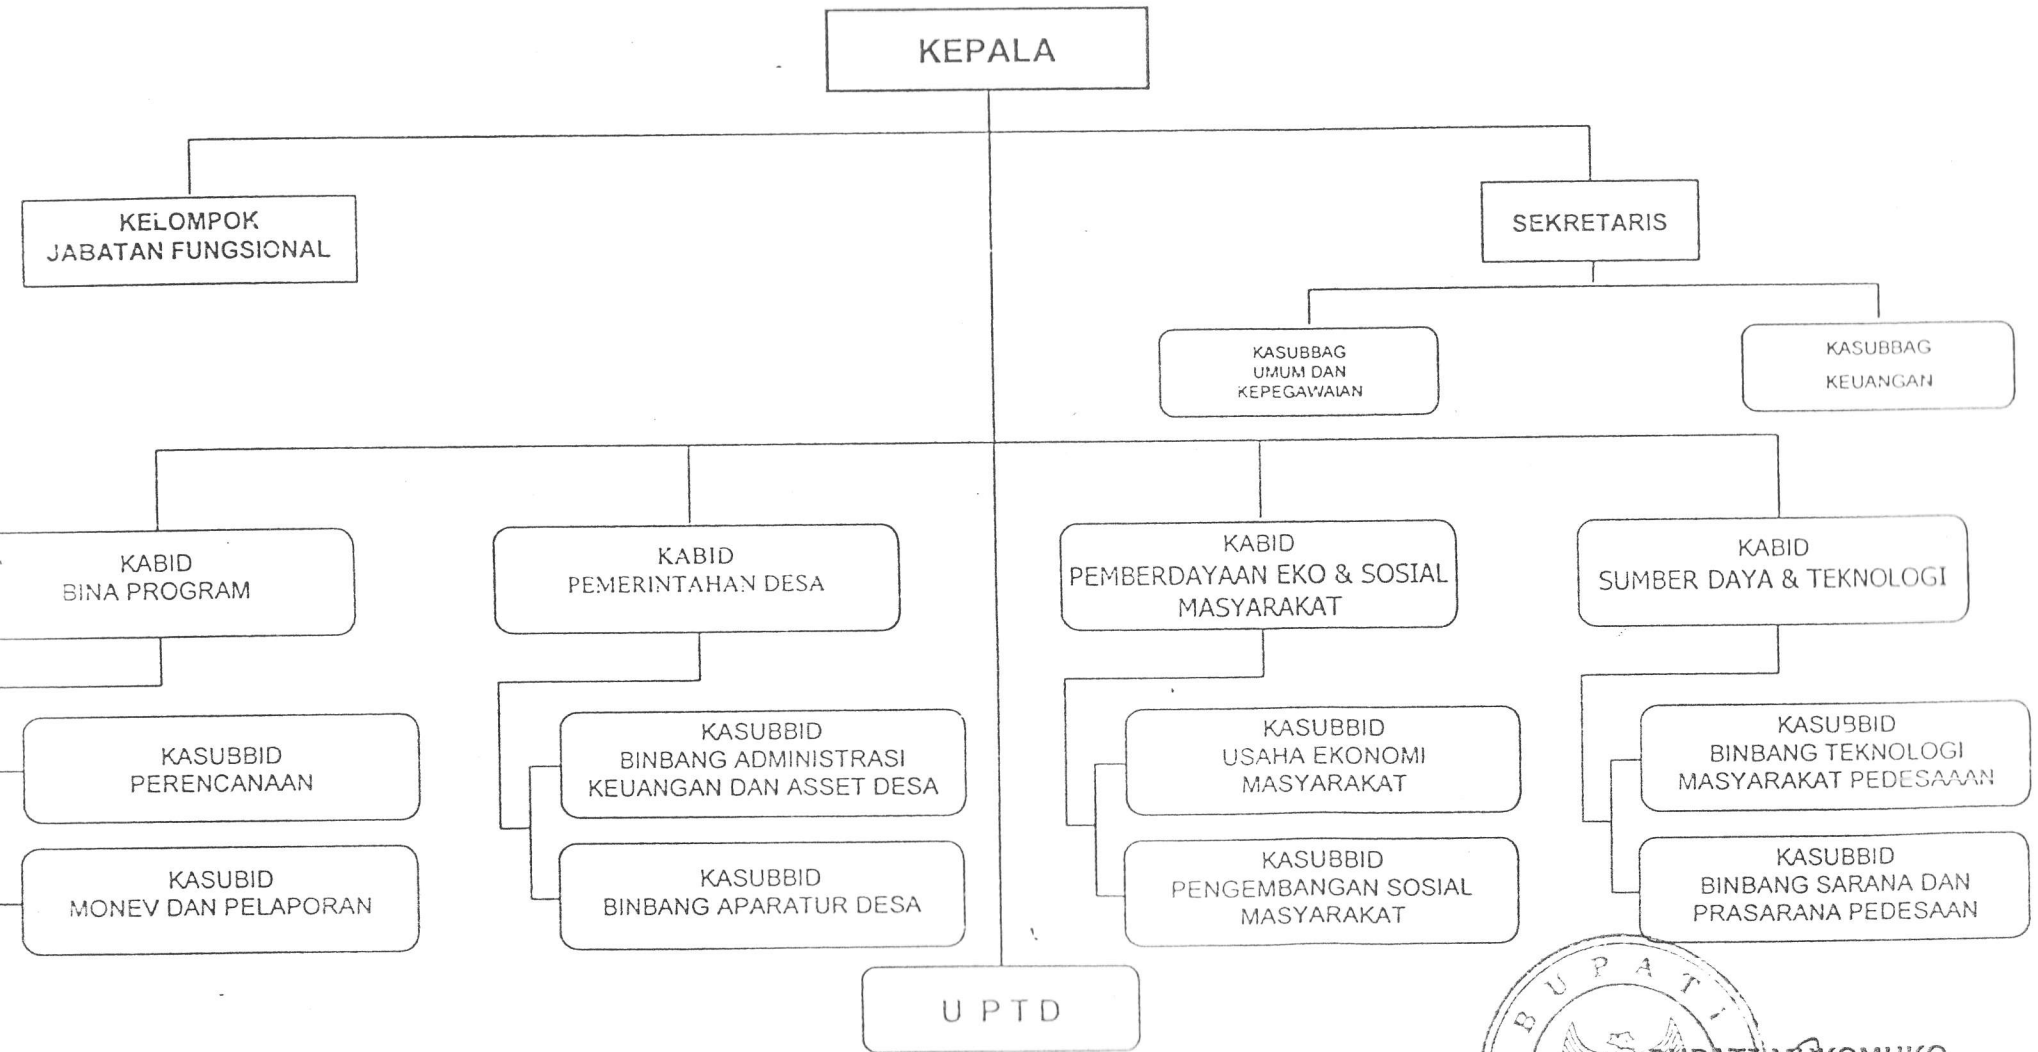 KEPALA
KELOMPOK
JABATAN FUNGSIONAL
SEKRETARIS
KASUBBAG
UMUM DAN
KEPEGAWAIAN
KASUBBAG
KEUANGAN
KABID
BINA PROGRAM
KABID
PEMERINTAHAN DESA
KABID
PEMBERDAYAAN EKO & SOSIAL
MASYARAKAT
KABID
SUMBER DAYA & TEKNOLOGI
KASUBBID
PERENCANAAN
KASUBID
MONEV DAN PELAPORAN
KASUBBID
BINBANG ADMINISTRASI
KEUANGAN DAN ASSET DESA
KASUBBID
BINBANG APARATUR DESA
KASUBBID
USAHA EKONOMI
MASYARAKAT
KASUBBID
PENGEMBANGAN SOSIAL
MASYARAKAT
KASUBBID
BINBANG TEKNOLOGI
MASYARAKAT PEDESAAAN
KASUBBID
BINBANG SARANA DAN
PRASARANA PEDESAAN
U PTD
BUPATI